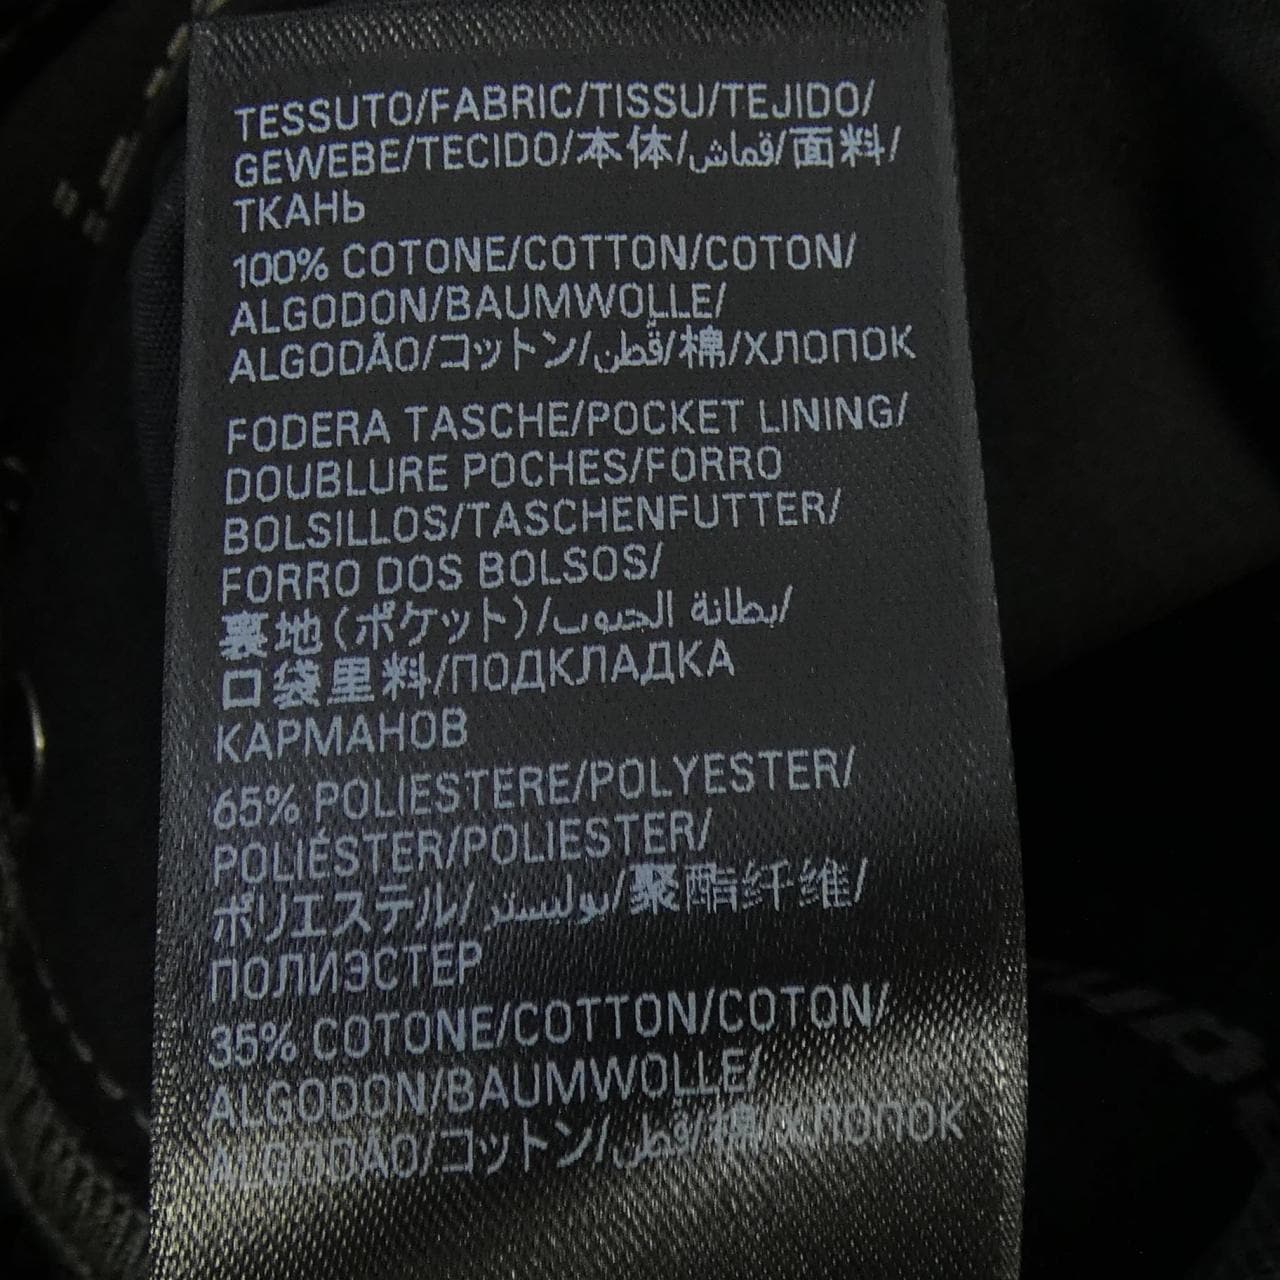 TESSUTO/FABRIC/TISSU/TEJIDO/
GEWEBE/TECIDO/本体/قماش/面料/
ТКАНЬ
100% COTONE/COTTON/COTON/
ALGODON/BAUMWOLLE/
ALGODÃO/コットン/قُطن/棉/ХЛОПОК
FODERA TASCHE/POCKET LINING/
DOUBLURE POCHES/FORRO
BOLSILLOS/TASCHENFUTTER/
FORRO DOS BOLSOS/
裏地(ポケット)/بطانة الجيوب/
口袋里料/ПОДКЛАДКА
КАРМАНОВ
65% POLIESTERE/POLYESTER/
POLIÉSTER/POLIESTER/
ポリエステル/بوليستر/聚酯纤维/
ПОЛИЭСТЕР
35% COTONE/COTTON/COTON/
ALGODON/BAUMWOLLE/
ALGODÃO/コットン/قُطن/棉/ХЛОПОК